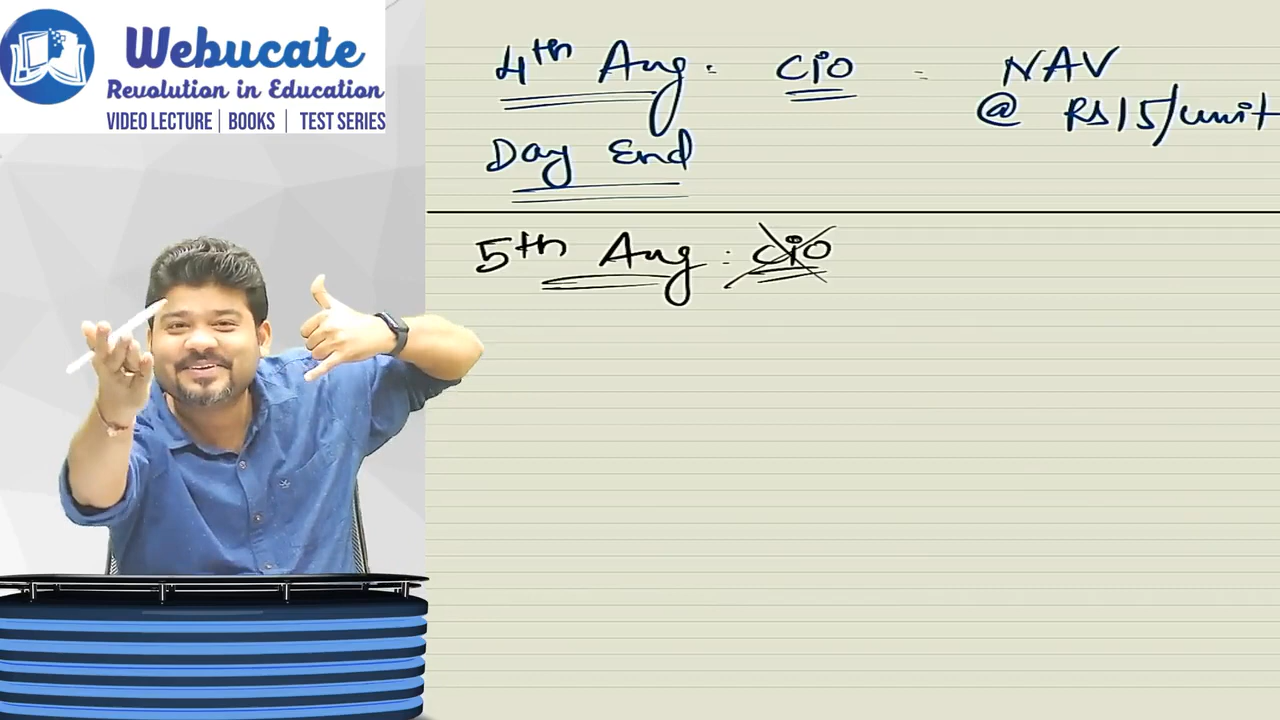 Webucate
Revolution in Education
VIDEO LECTURE | BOOKS | TEST SERIES
4th Aug: CIO = NAV
@ RS15/unit
Day End
5th Aug: CIO